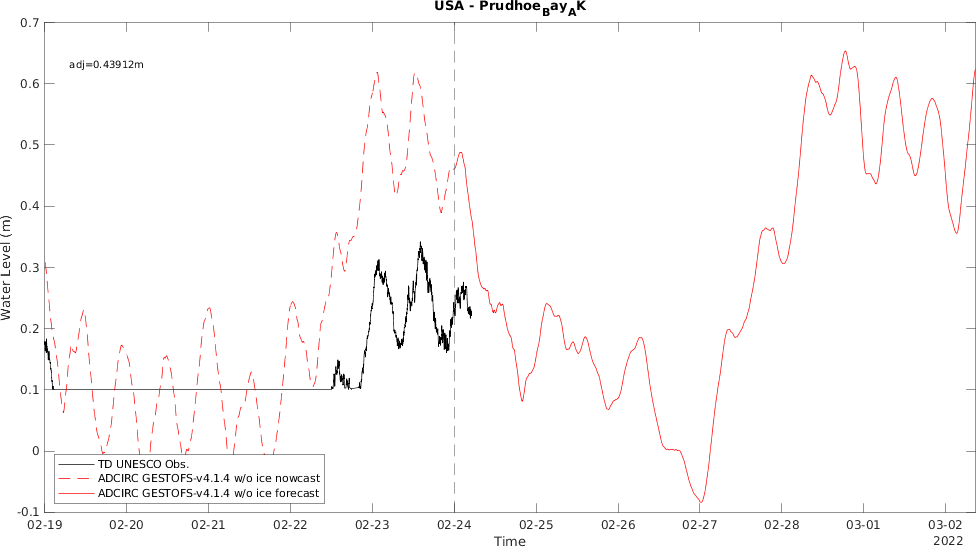 USA - Prudhoe_Bay_AK
adj=0.43912m
0.7
0.6
0.5
0.4
0.3
0.2
0.1
0
-0.1
Water Level (m)
TD UNESCO Obs.
ADCIRC GESTOFS-v4.1.4 w/o ice nowcast
ADCIRC GESTOFS-v4.1.4 w/o ice forecast
02-19 02-20 02-21 02-22 02-23 02-24 02-25 02-26 02-27 02-28 03-01 03-02
Time
2022